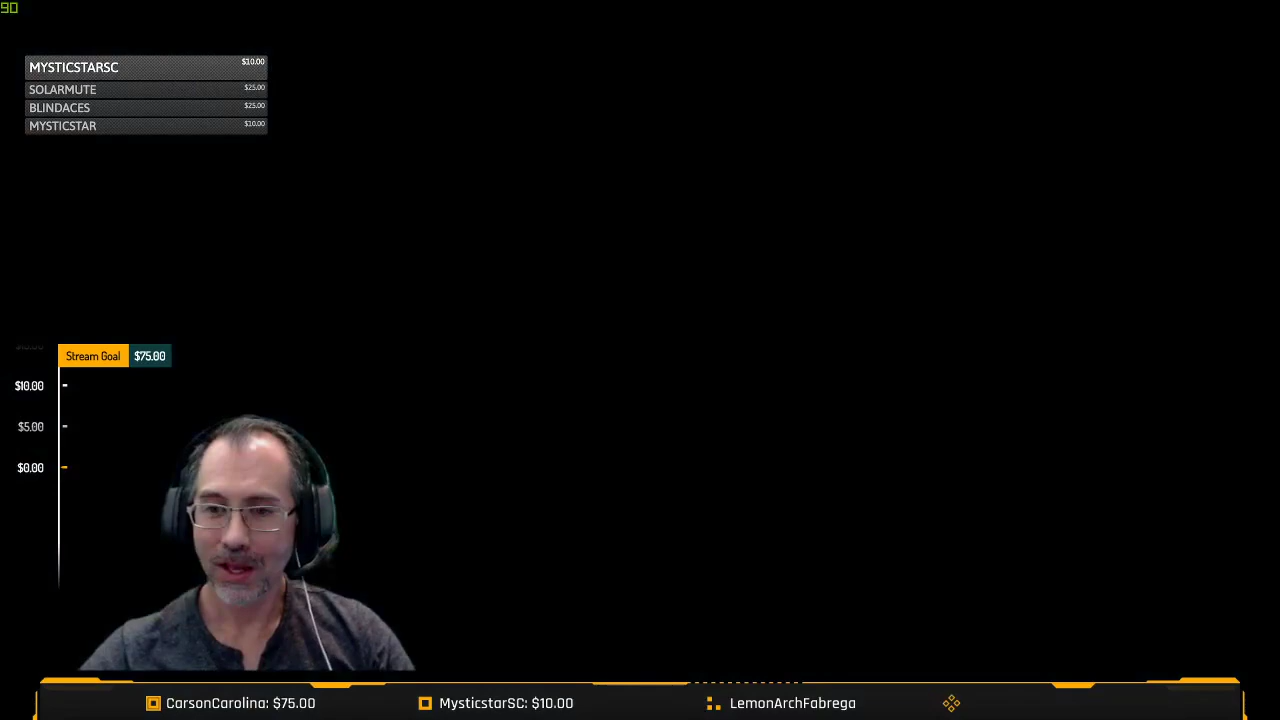 90
MYSTICSTARSC $10.00
SOLARMUTE $25.00
BLINDACES $25.00
MYSTICSTAR $10.00
Stream Goal $75.00
$10.00
$5.00
$0.00
CarsonCarolina: $75.00 MysticstarSC: $10.00 LemonArchFabrega